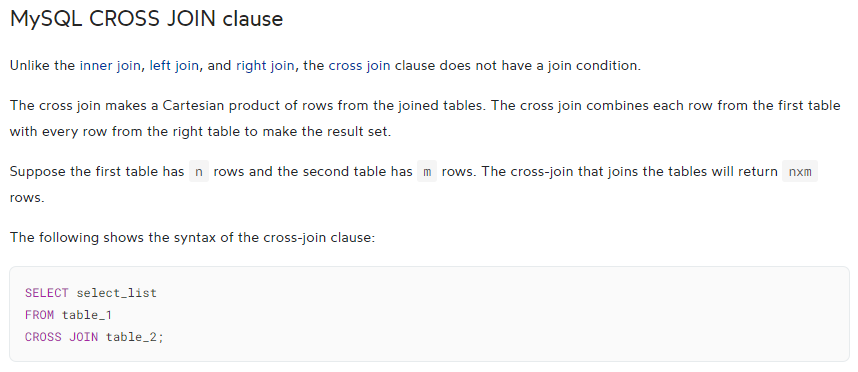 MySQL CROSS JOIN clause
Unlike the inner join, left join, and right join, the cross join clause does not have a join condition.
The cross join makes a Cartesian product of rows from the joined tables. The cross join combines each row from the first table
with every row from the right table to make the result set.
Suppose the first table has n rows and the second table has m rows. The cross-join that joins the tables will return nxm
rows.
The following shows the syntax of the cross-join clause:
SELECT select_list
FROM table_1
CROSS JOIN table_2;